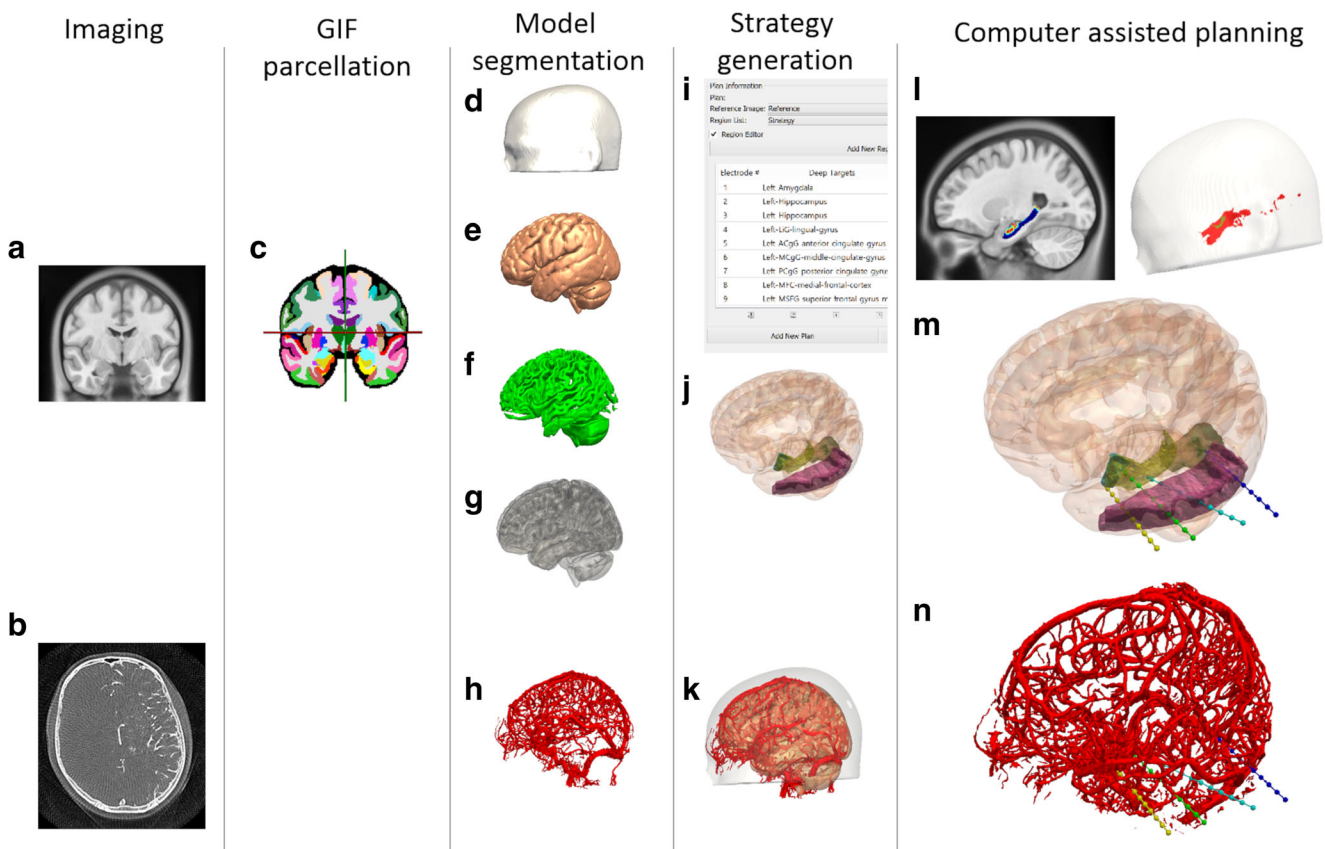 Imaging
GIF
parcellation
Model
segmentation
Strategy
generation
Computer assisted planning
a
b
c
d
e
f
g
h
i
Plan Information
Plan:
Reference Image: Reference
Region List: Strategy
Region Editor
Add New Reg
Electrode # Deep Targets
1 Left Amygdala
2 Left-Hippocampus
3 Left Hippocampus
4 Left-LiG-lingual-gyrus
5 Left ACgG anterior cingulate gyrus
6 Left-MCgG-middle-cingulate-gyrus
7 Left PCgG posterior cingulate gyrus
8 Left-MFC-medial-frontal-cortex
9 Left MSFG superior frontal gyrus m
Add New Plan
j
k
l
m
n